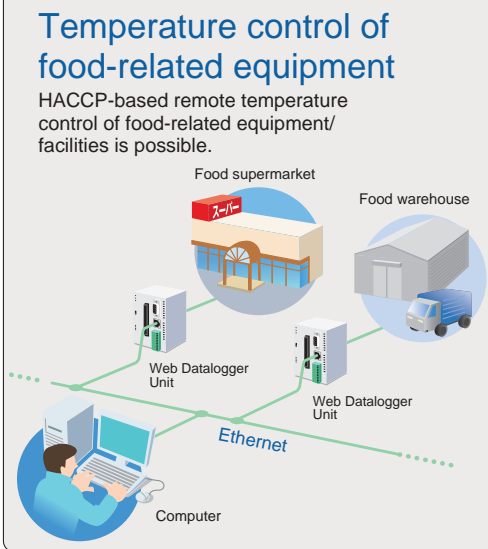 Temperature control of
food-related equipment
HACCP-based remote temperature
control of food-related equipment/
facilities is possible.
Food supermarket
スーパー
Food warehouse
Web Datalogger
Unit
Web Datalogger
Unit
Ethernet
Computer